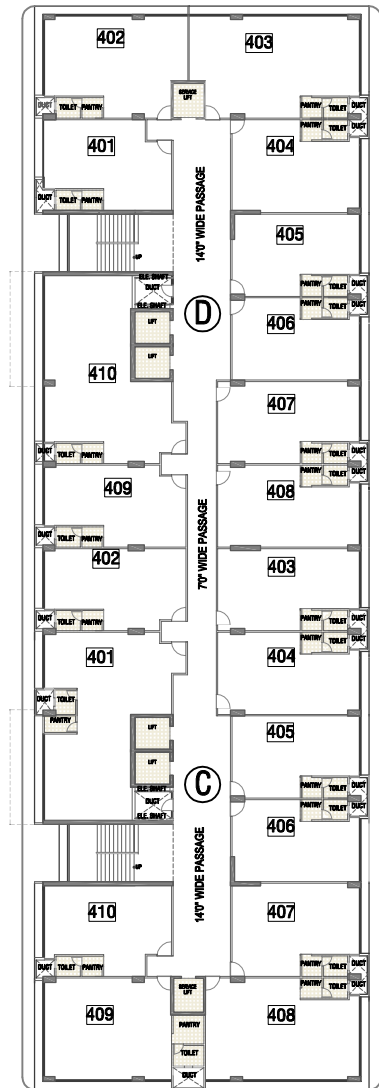 402
403
SERVICE
LIFT
DUCT
TOILET
PANTRY
PANTRY
TOILET
DUCT
401
PANTRY
TOILET
DUCT
404
14'0" WIDE PASSAGE
DUCT
TOILET
PANTRY
405
UP
ELE. SHAFT
DUCT
ELE. SHAFT
PANTRY
TOILET
DUCT
PANTRY
TOILET
DUCT
D
406
LIFT
LIFT
410
407
DUCT
TOILET
PANTRY
PANTRY
TOILET
DUCT
PANTRY
TOILET
DUCT
409
408
7'0" WIDE PASSAGE
DUCT
TOILET
PANTRY
402
403
DUCT
TOILET
PANTRY
PANTRY
TOILET
DUCT
PANTRY
TOILET
DUCT
401
404
DUCT
TOILET
PANTRY
LIFT
LIFT
405
C
DUCT
ELE. SHAFT
PANTRY
TOILET
DUCT
PANTRY
TOILET
DUCT
406
14'0" WIDE PASSAGE
UP
410
407
DUCT
TOILET
PANTRY
PANTRY
TOILET
DUCT
PANTRY
TOILET
DUCT
SERVICE
LIFT
409
408
PANTRY
TOILET
DUCT